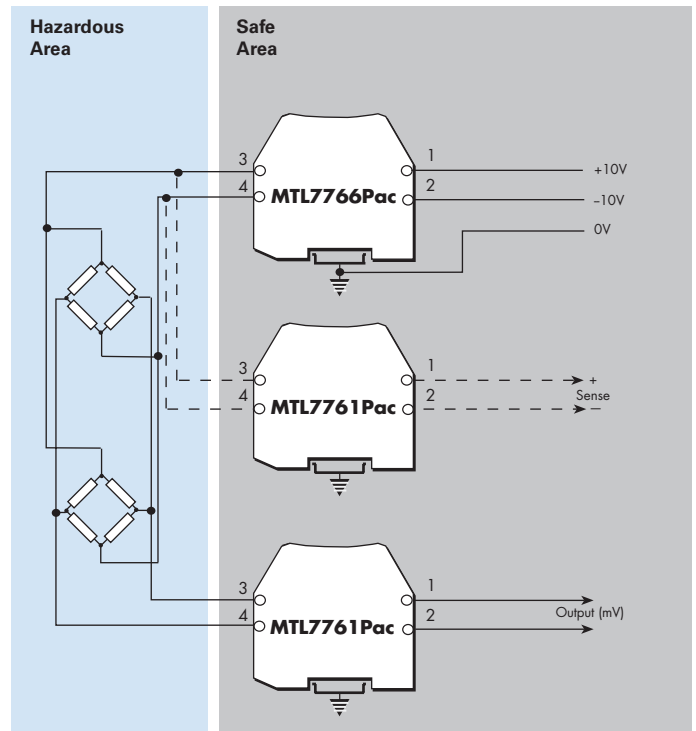 Hazardous
Area
Safe
Area
3
4
MTL7766Pac
1
2
+10V
–10V
0V
3
4
MTL7761Pac
1
2
+
Sense
–
3
4
MTL7761Pac
1
2
Output (mV)